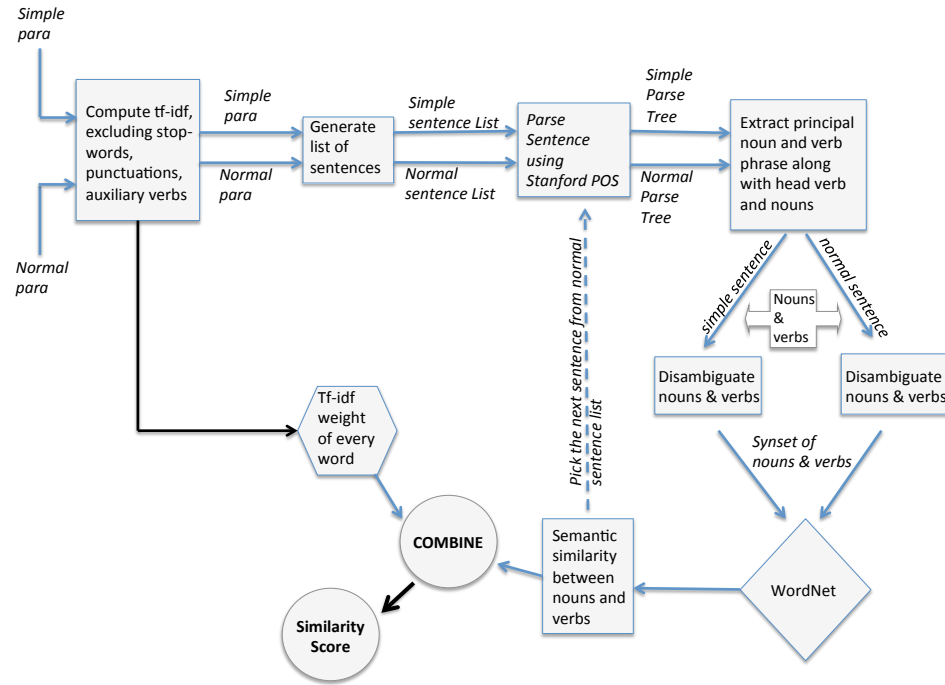 Simple
para
Compute tf-idf,
excluding stop-
words,
punctuations,
auxiliary verbs
Normal
para
Simple
para
Normal
para
Generate
list of
sentences
Simple
sentence List
Normal
sentence List
Parse
Sentence
using
Stanford POS
Simple
Parse
Tree
Normal
Parse
Tree
Extract principal
noun and verb
phrase along
with head verb
and nouns
simple sentence
normal sentence
Nouns
&
verbs
Disambiguate
nouns & verbs
Disambiguate
nouns & verbs
Synset of
nouns & verbs
WordNet
Semantic
similarity
between
nouns and
verbs
Pick the next sentence from normal
sentence list
Tf-idf
weight
of every
word
COMBINE
Similarity
Score